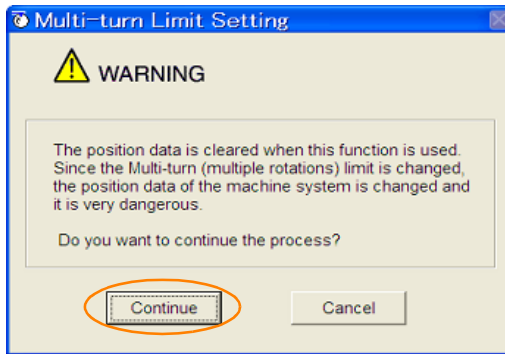 Multi-turn Limit Setting
WARNING
The position data is cleared when this function is used.
Since the Multi-turn (multiple rotations) limit is changed,
the position data of the machine system is changed and
it is very dangerous.
Do you want to continue the process?
Continue Cancel